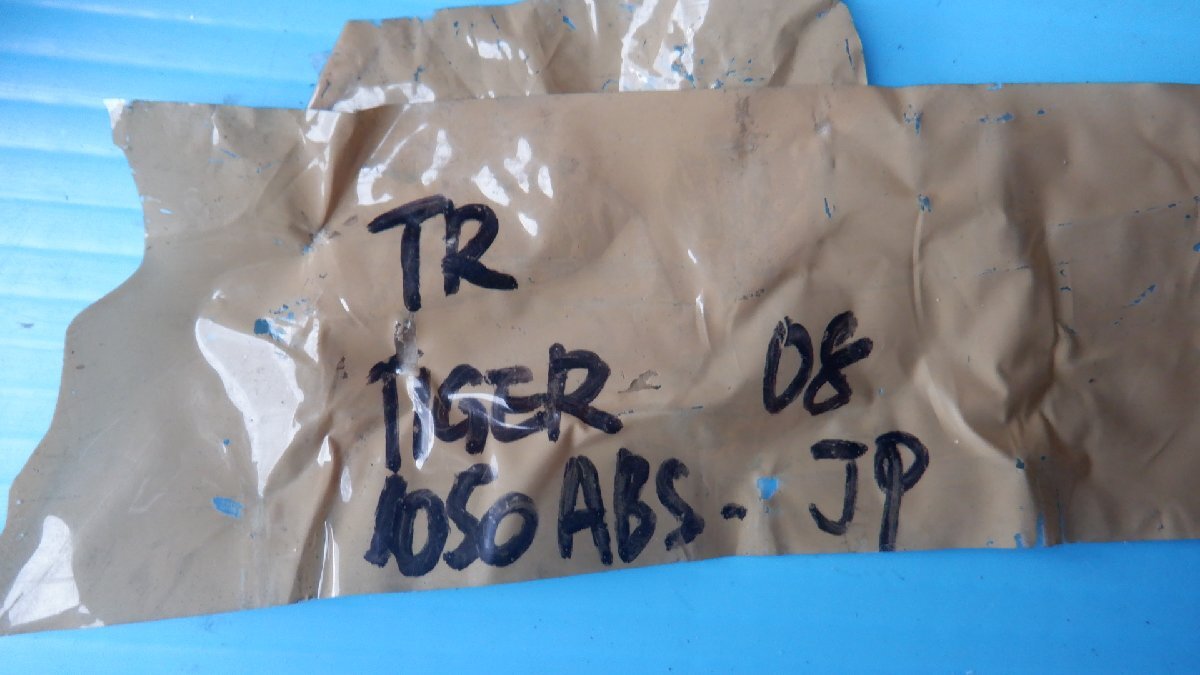 TR
TIGER 08
1050 ABS - JP